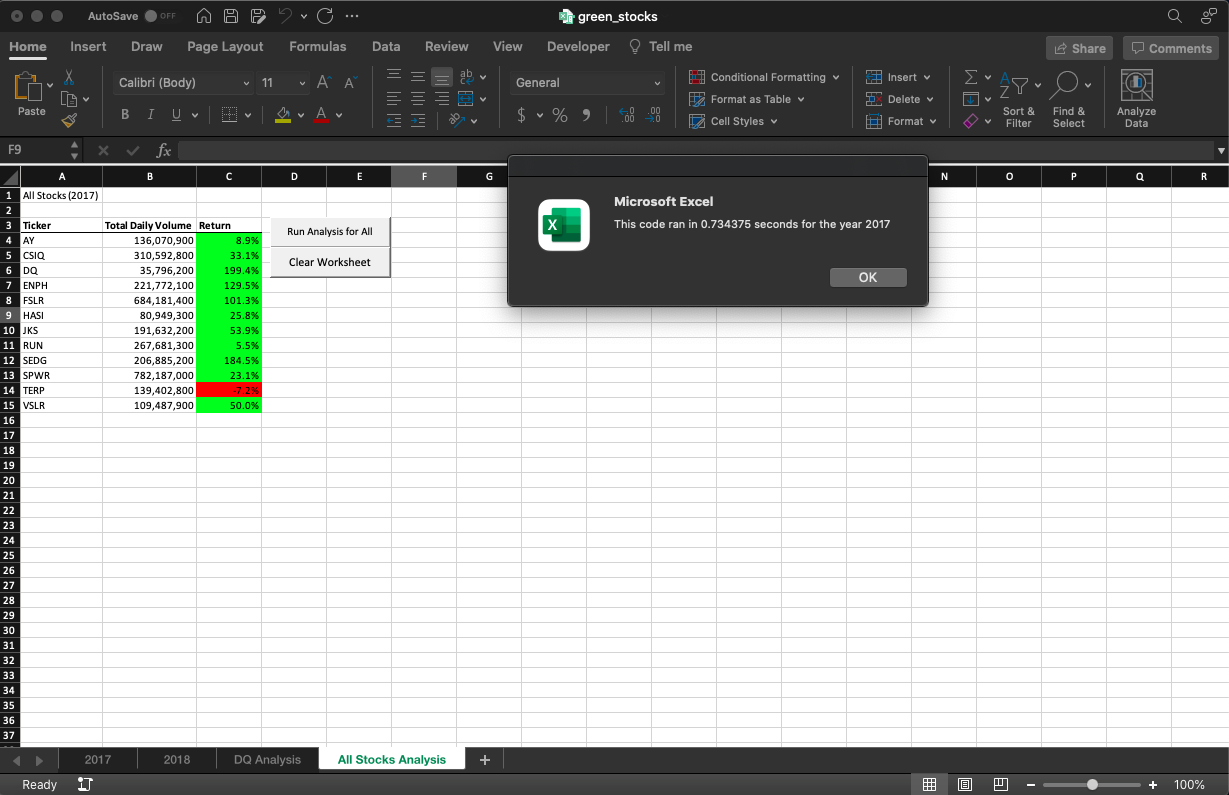 AutoSave OFF green_stocks
Home Insert Draw Page Layout Formulas Data Review View Developer Tell me Share Comments
Paste Calibri (Body) 11 A A B I U A ab General $ % 9 Conditional Formatting Format as Table Cell Styles Insert Delete Format Sort & Filter Find & Select Analyze Data
F9 fx
A B C D E F G N O P Q R
1 All Stocks (2017)
2
3 Ticker Total Daily Volume Return
4 AY 136,070,900 8.9%
5 CSIQ 310,592,800 33.1%
6 DQ 35,796,200 199.4%
7 ENPH 221,772,100 129.5%
8 FSLR 684,181,400 101.3%
9 HASI 80,949,300 25.8%
10 JKS 191,632,200 53.9%
11 RUN 267,681,300 5.5%
12 SEDG 206,885,200 184.5%
13 SPWR 782,187,000 23.1%
14 TERP 139,402,800 -7.2%
15 VSLR 109,487,900 50.0%
Run Analysis for All
Clear Worksheet
Microsoft Excel
This code ran in 0.734375 seconds for the year 2017
OK
16
17
18
19
20
21
22
23
24
25
26
27
28
29
30
31
32
33
34
35
36
37
2017 2018 DQ Analysis All Stocks Analysis +
Ready 100%